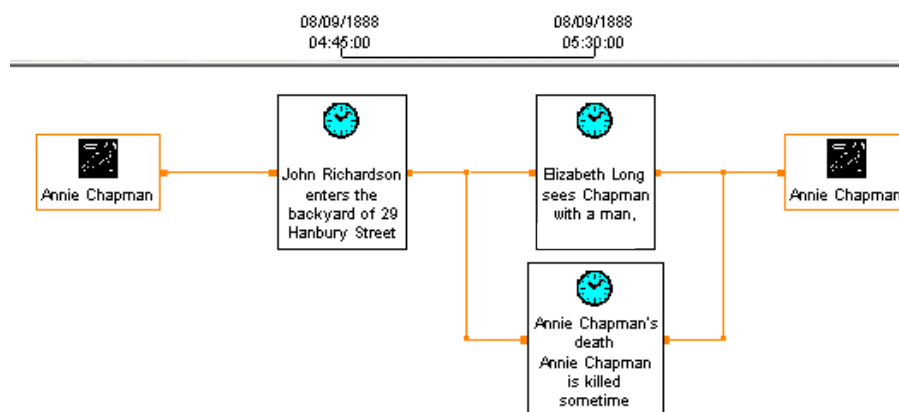 08/09/1888
04:45:00
08/09/1888
05:30:00
Annie Chapman
John Richardson
enters the
backyard of 29
Hanbury Street
Elizabeth Long
sees Chapman
with a man,
Annie Chapman
Annie Chapman's
death
Annie Chapman
is killed
sometime